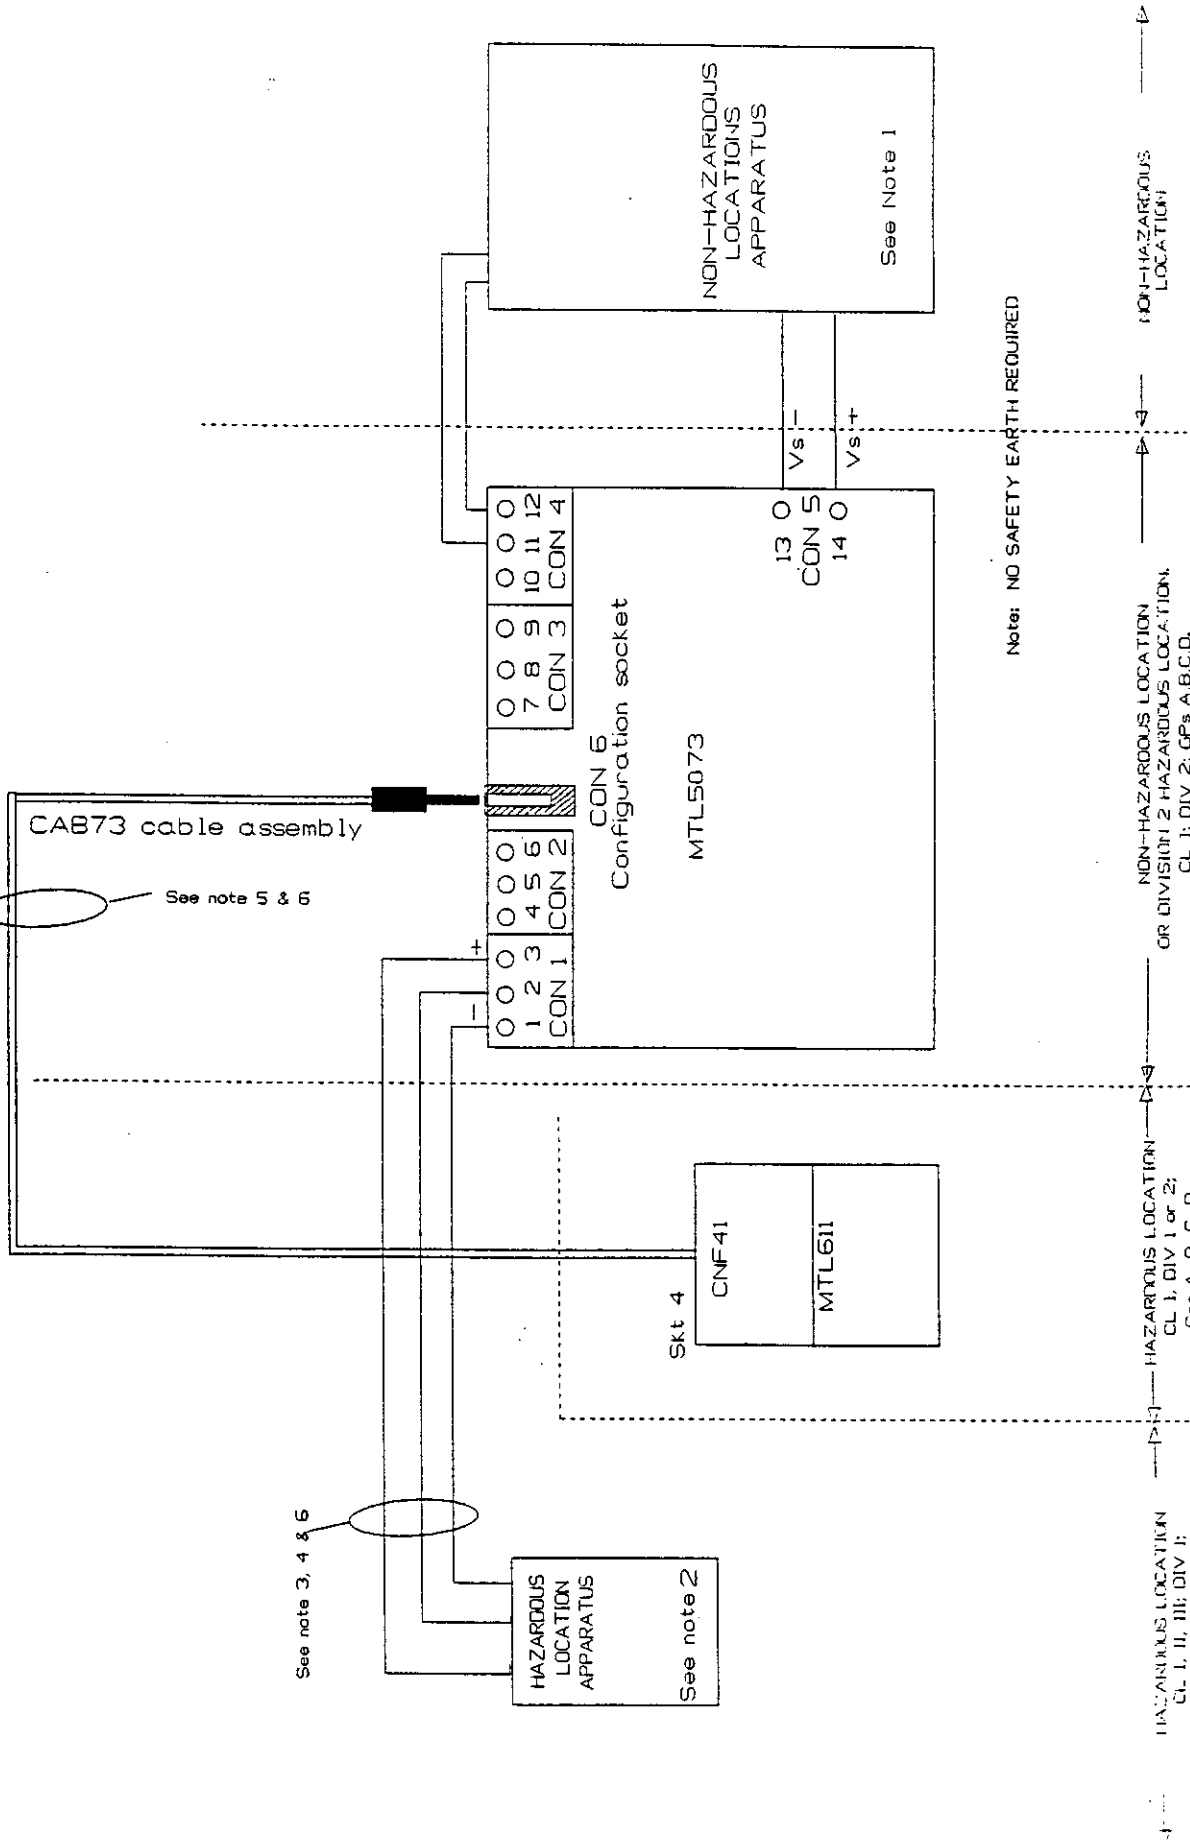 CAB73 cable assembly
See note 5 & 6
See note 3, 4 & 6
HAZARDOUS
LOCATION
APPARATUS
See note 2
Skt 4
CNF41
MTL611
- +
1 2 3 4 5 6
CON 1 CON 2
CON 6
Configuration socket
7 8 9 10 11 12
CON 3 CON 4
MTL5073
13
CON 5
14
Vs -
Vs +
NON-HAZARDOUS
LOCATIONS
APPARATUS
See Note 1
Note: NO SAFETY EARTH REQUIRED
HAZARDOUS LOCATION
CL I, II, III; DIV 1;
HAZARDOUS LOCATION
CL I, DIV 1 or 2;
NON-HAZARDOUS LOCATION
OR DIVISION 2 HAZARDOUS LOCATION.
CL I; DIV 2; GPs A.B.C.D.
NON-HAZARDOUS
LOCATION